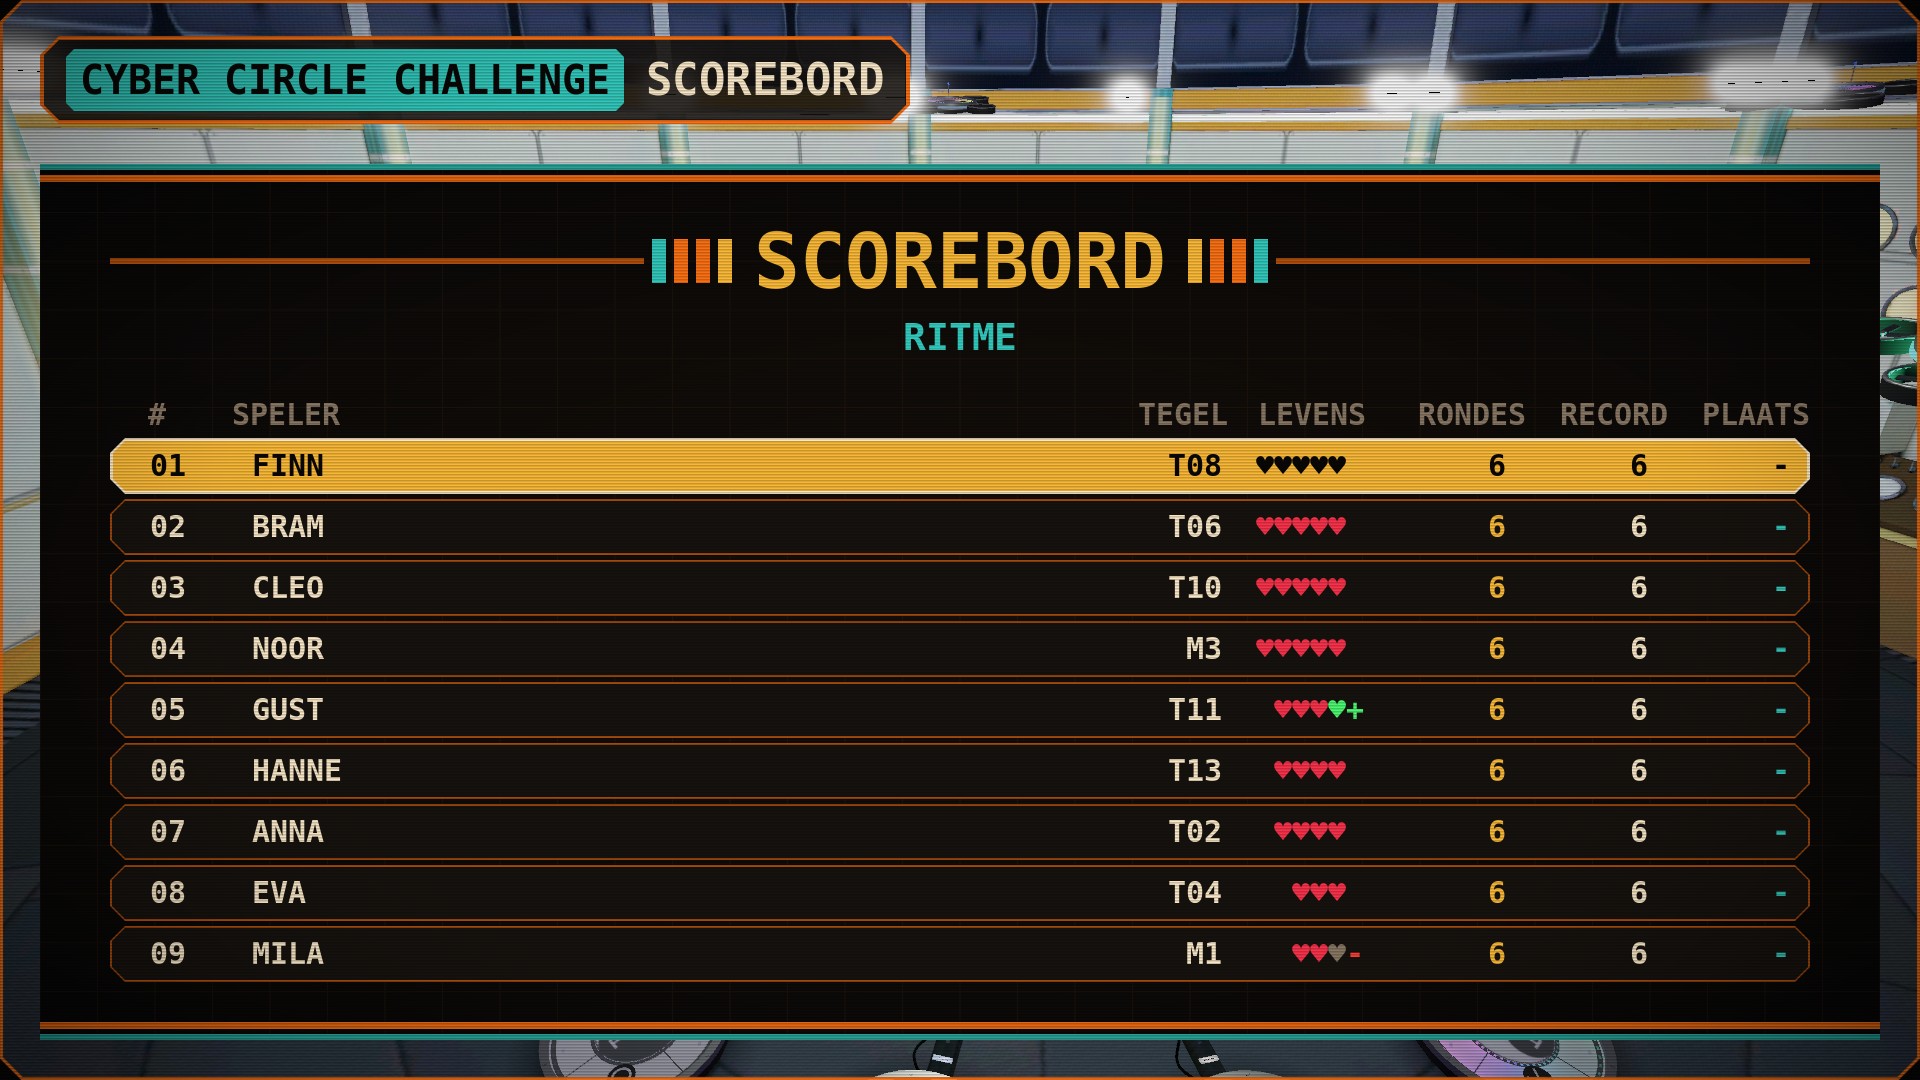 CYBER CIRCLE CHALLENGE SCOREBORD
SCOREBORD
RITME
# SPELER TEGEL LEVENS RONDES RECORD PLAATS
01 FINN T08 ♥♥♥♥♥ 6 6 -
02 BRAM T06 ♥♥♥♥♥ 6 6 -
03 CLEO T10 ♥♥♥♥♥ 6 6 -
04 NOOR M3 ♥♥♥♥♥ 6 6 -
05 GUST T11 ♥♥♥♥+ 6 6 -
06 HANNE T13 ♥♥♥♥ 6 6 -
07 ANNA T02 ♥♥♥♥ 6 6 -
08 EVA T04 ♥♥♥ 6 6 -
09 MILA M1 ♥♥♥- 6 6 -